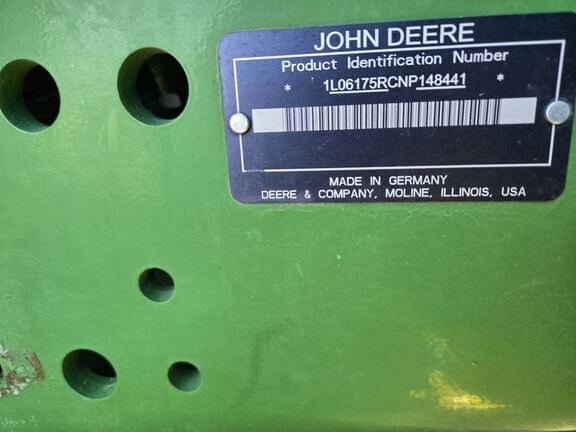 JOHN DEERE
Product Identification Number
* 1L06175RCNP148441 *
MADE IN GERMANY
DEERE & COMPANY, MOLINE, ILLINOIS, USA